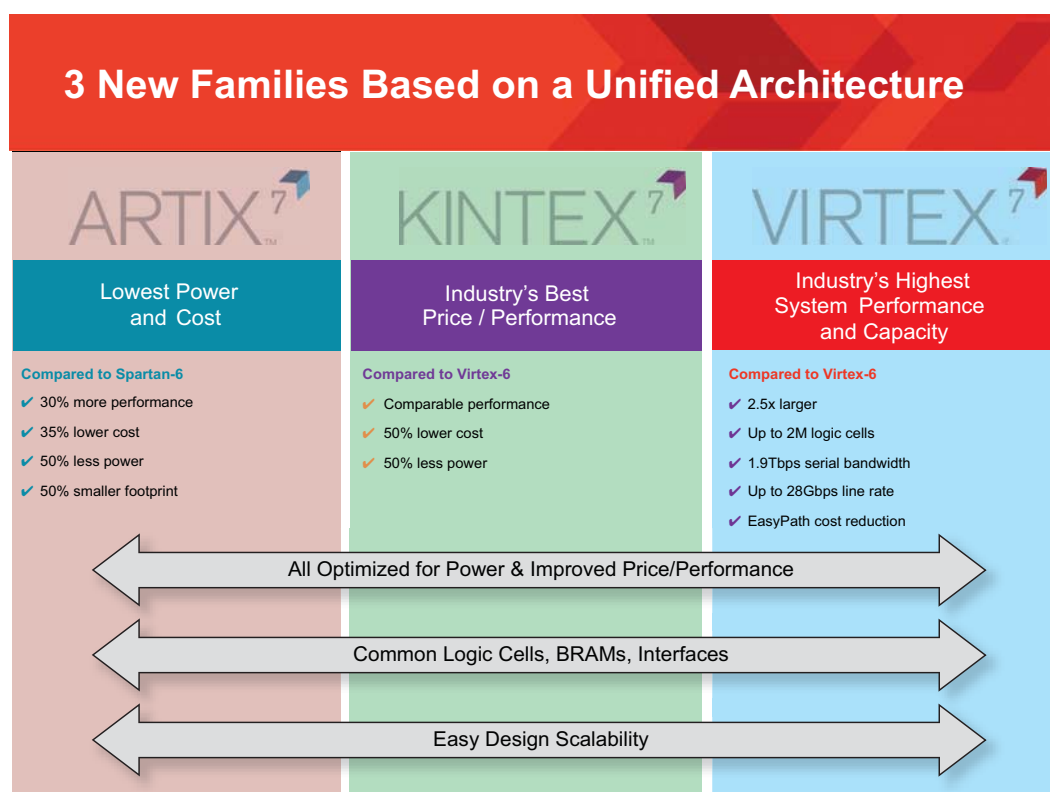 3 New Families Based on a Unified Architecture
ARTIX 7 ™
Lowest Power
and Cost
Compared to Spartan-6
✔ 30% more performance
✔ 35% lower cost
✔ 50% less power
✔ 50% smaller footprint
KINTEX 7 ™
Industry's Best
Price / Performance
Compared to Virtex-6
✔ Comparable performance
✔ 50% lower cost
✔ 50% less power
VIRTEX 7
Industry's Highest
System Performance
and Capacity
Compared to Virtex-6
✔ 2.5x larger
✔ Up to 2M logic cells
✔ 1.9Tbps serial bandwidth
✔ Up to 28Gbps line rate
✔ EasyPath cost reduction
All Optimized for Power & Improved Price/Performance
Common Logic Cells, BRAMs, Interfaces
Easy Design Scalability